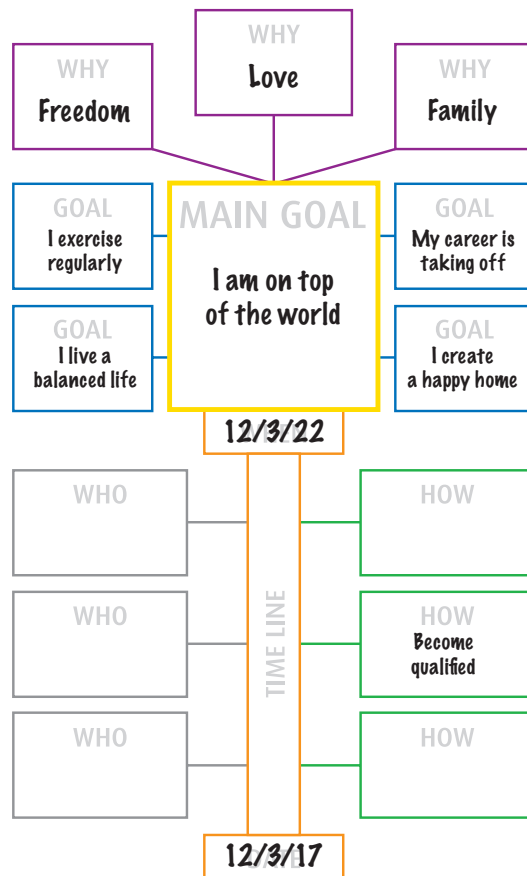 WHY
Freedom
WHY
Love
WHY
Family
GOAL
I exercise
regularly
MAIN GOAL
I am on top
of the world
GOAL
My career is
taking off
GOAL
I live a
balanced life
GOAL
I create
a happy home
WHEN
12/3/22
WHO
HOW
WHO
TIME LINE
HOW
Become
qualified
WHO
HOW
DATE
12/3/17